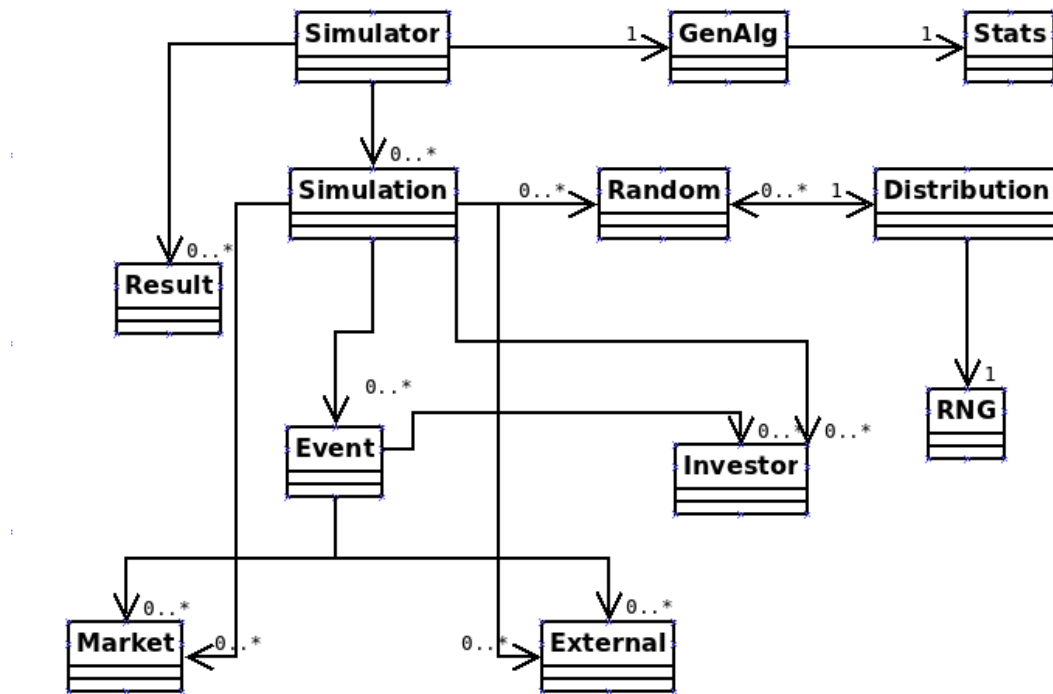 Simulator
1
GenAlg
1
Stats
0..*
Simulation
0..*
Random
0..*
1
Distribution
0..*
Result
0..*
Event
0..*
0..*
Investor
1
RNG
0..*
Market
0..*
0..*
External
0..*